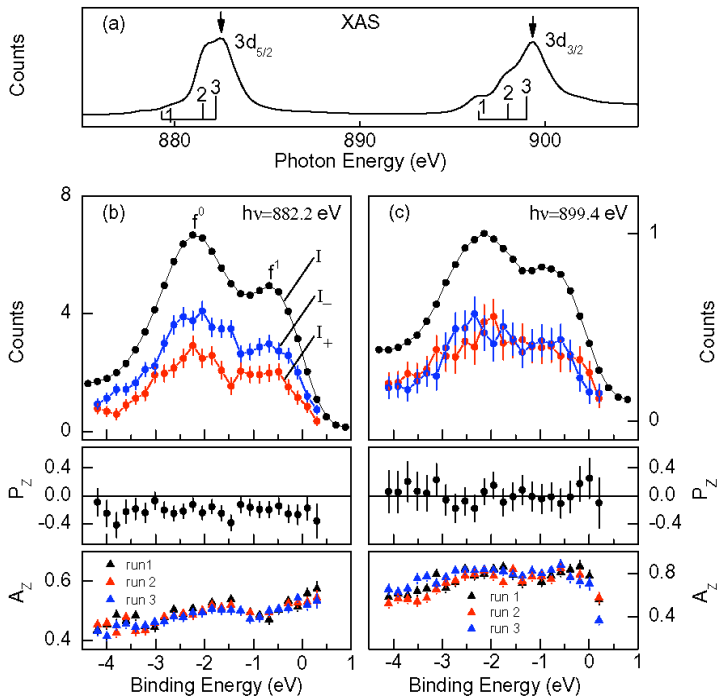 (a) XAS
3d5/2
3d3/2
Counts
1 2 3
1 2 3
880 890 900
Photon Energy (eV)
8 (b) hν=882.2 eV
(c) hν=899.4 eV
f0
f1
I
I−
I+
4
0
Counts
1
0
Counts
0.4
0.0
-0.4
PZ
0.4
0.0
-0.4
PZ
run1
run 2
run 3
0.6
0.4
AZ
run 1
run 2
run 3
0.8
0.4
AZ
-4 -3 -2 -1 0 1
-4 -3 -2 -1 0 1
Binding Energy (eV)
Binding Energy (eV)